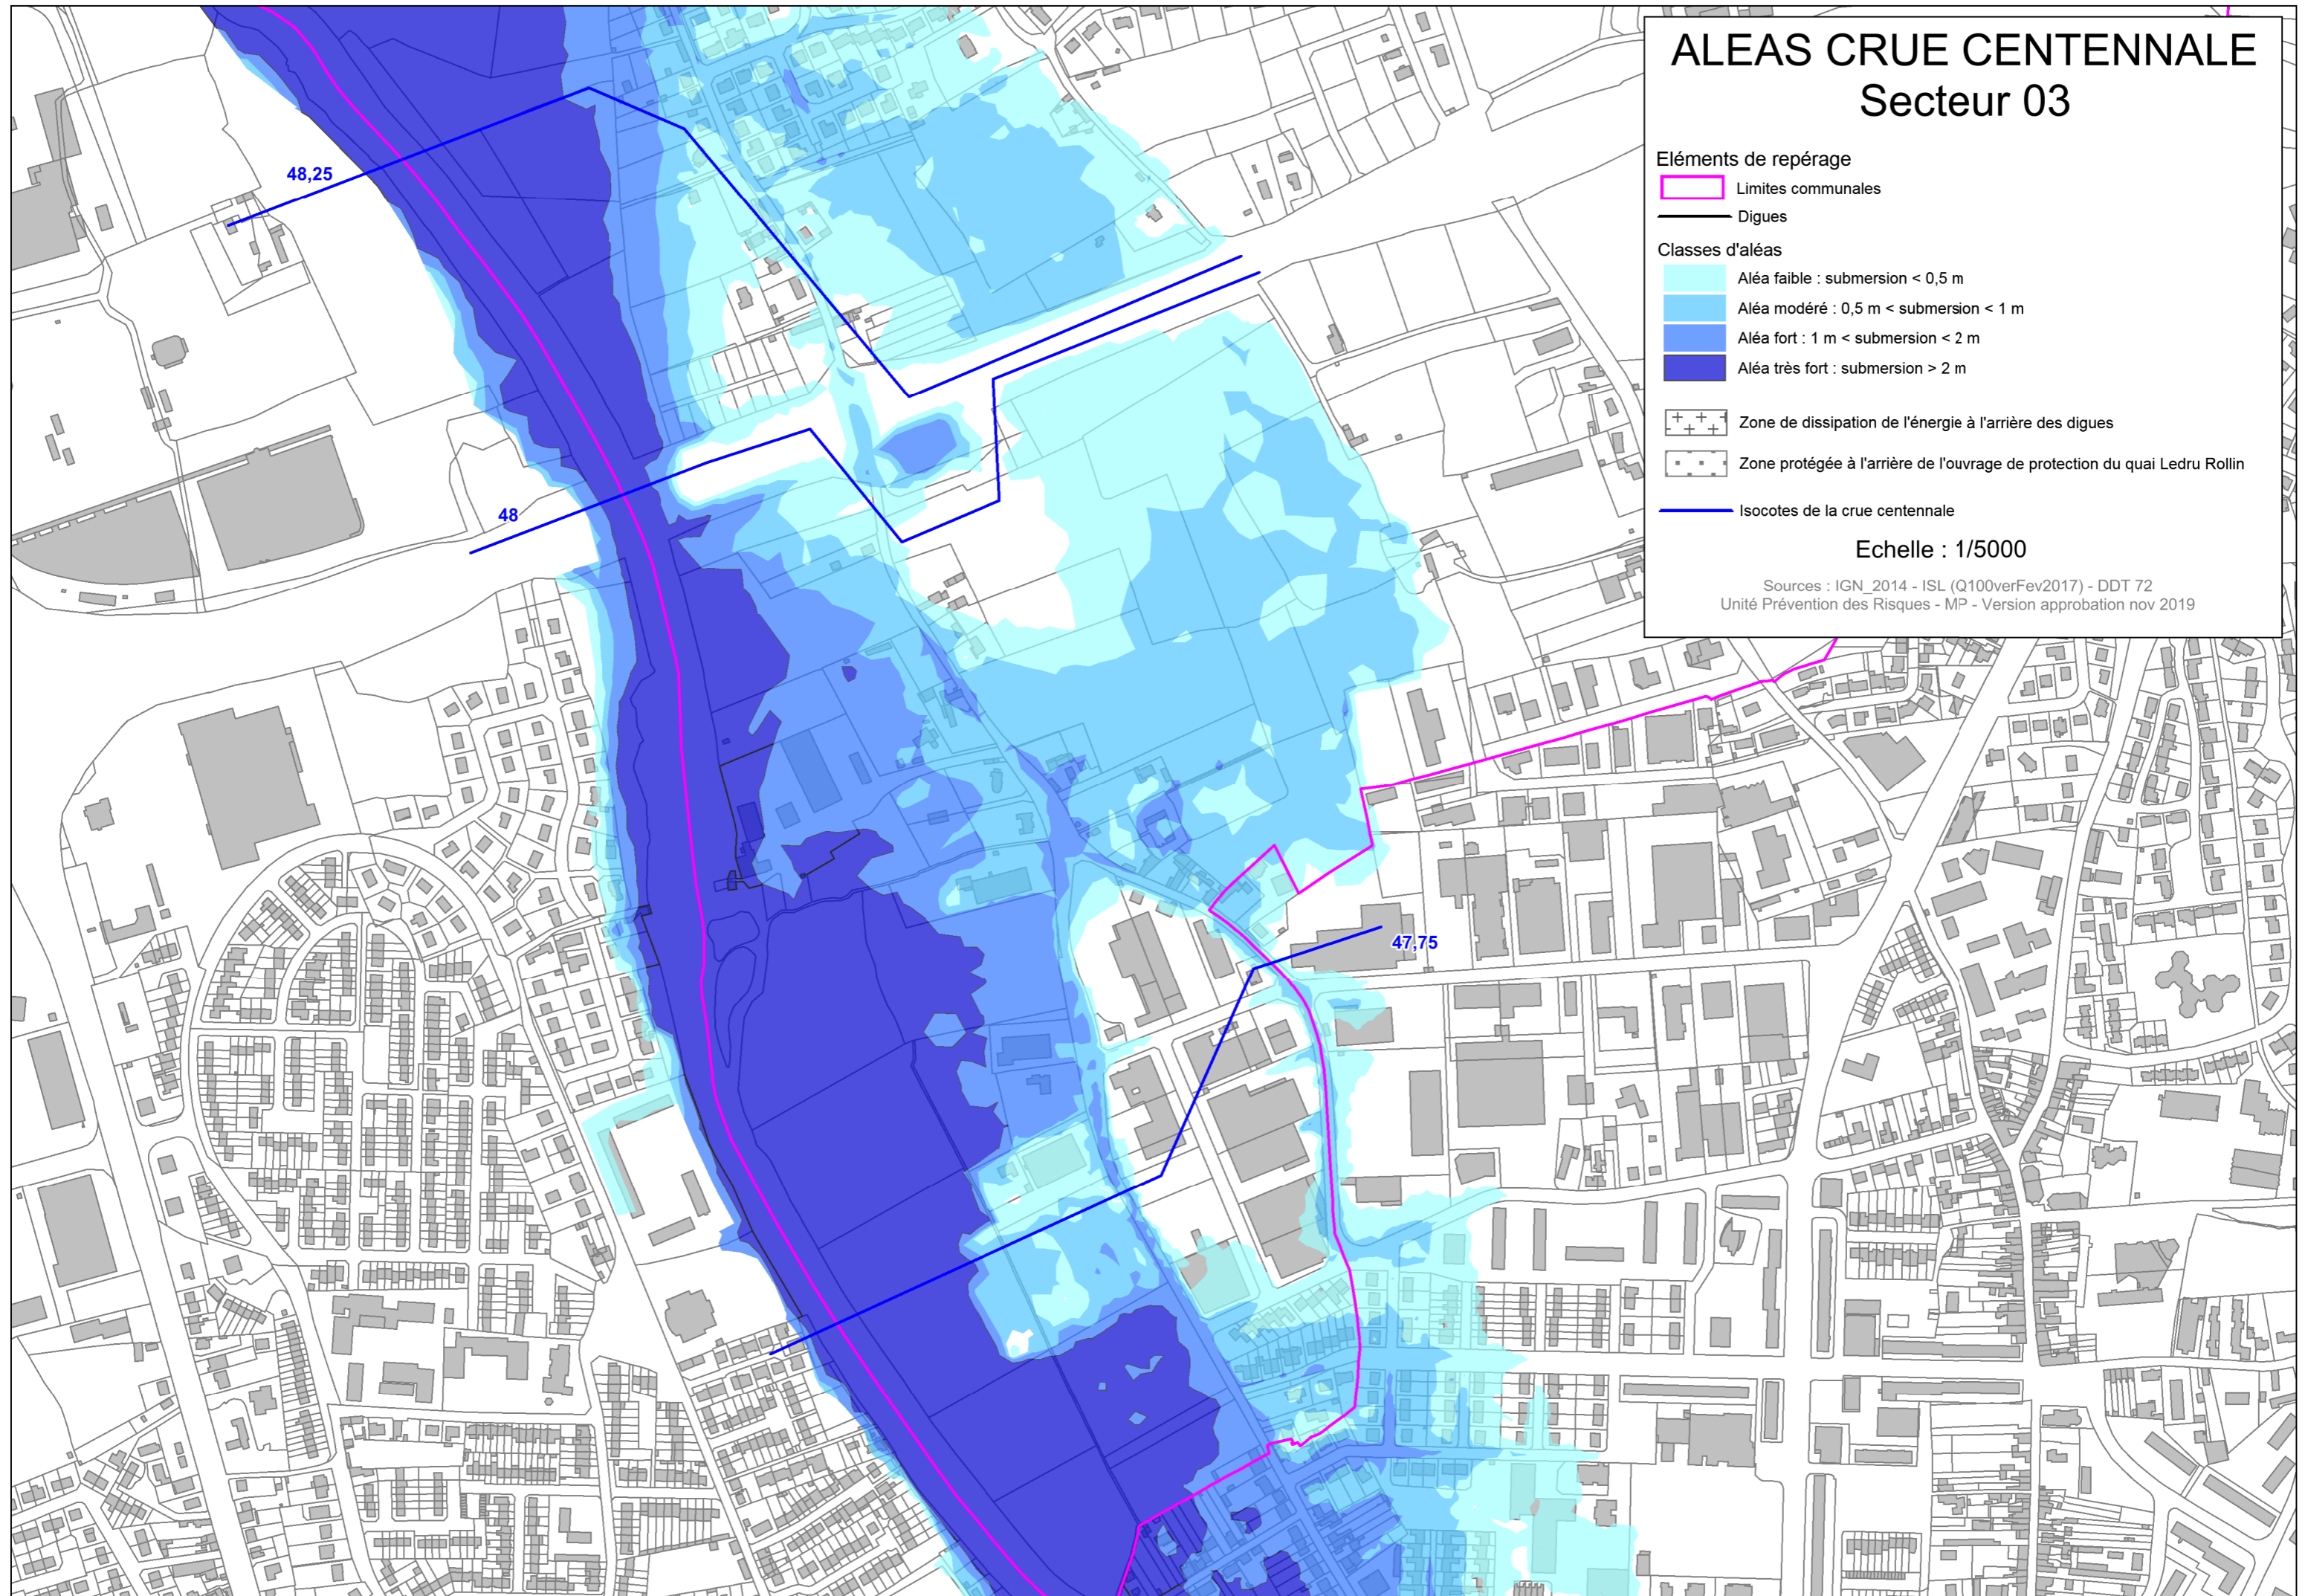 ALEAS CRUE CENTENNALE
Secteur 03
Eléments de repérage
Limites communales
Digues
Classes d'aléas
Aléa faible : submersion < 0,5 m
Aléa modéré : 0,5 m < submersion < 1 m
Aléa fort : 1 m < submersion < 2 m
Aléa très fort : submersion > 2 m
Zone de dissipation de l'énergie à l'arrière des digues
Zone protégée à l'arrière de l'ouvrage de protection du quai Ledru Rollin
Isocotes de la crue centennale
Echelle : 1/5000
Sources : IGN_2014 - ISL (Q100verFev2017) - DDT 72
Unité Prévention des Risques - MP - Version approbation nov 2019
48,25
48
47,75